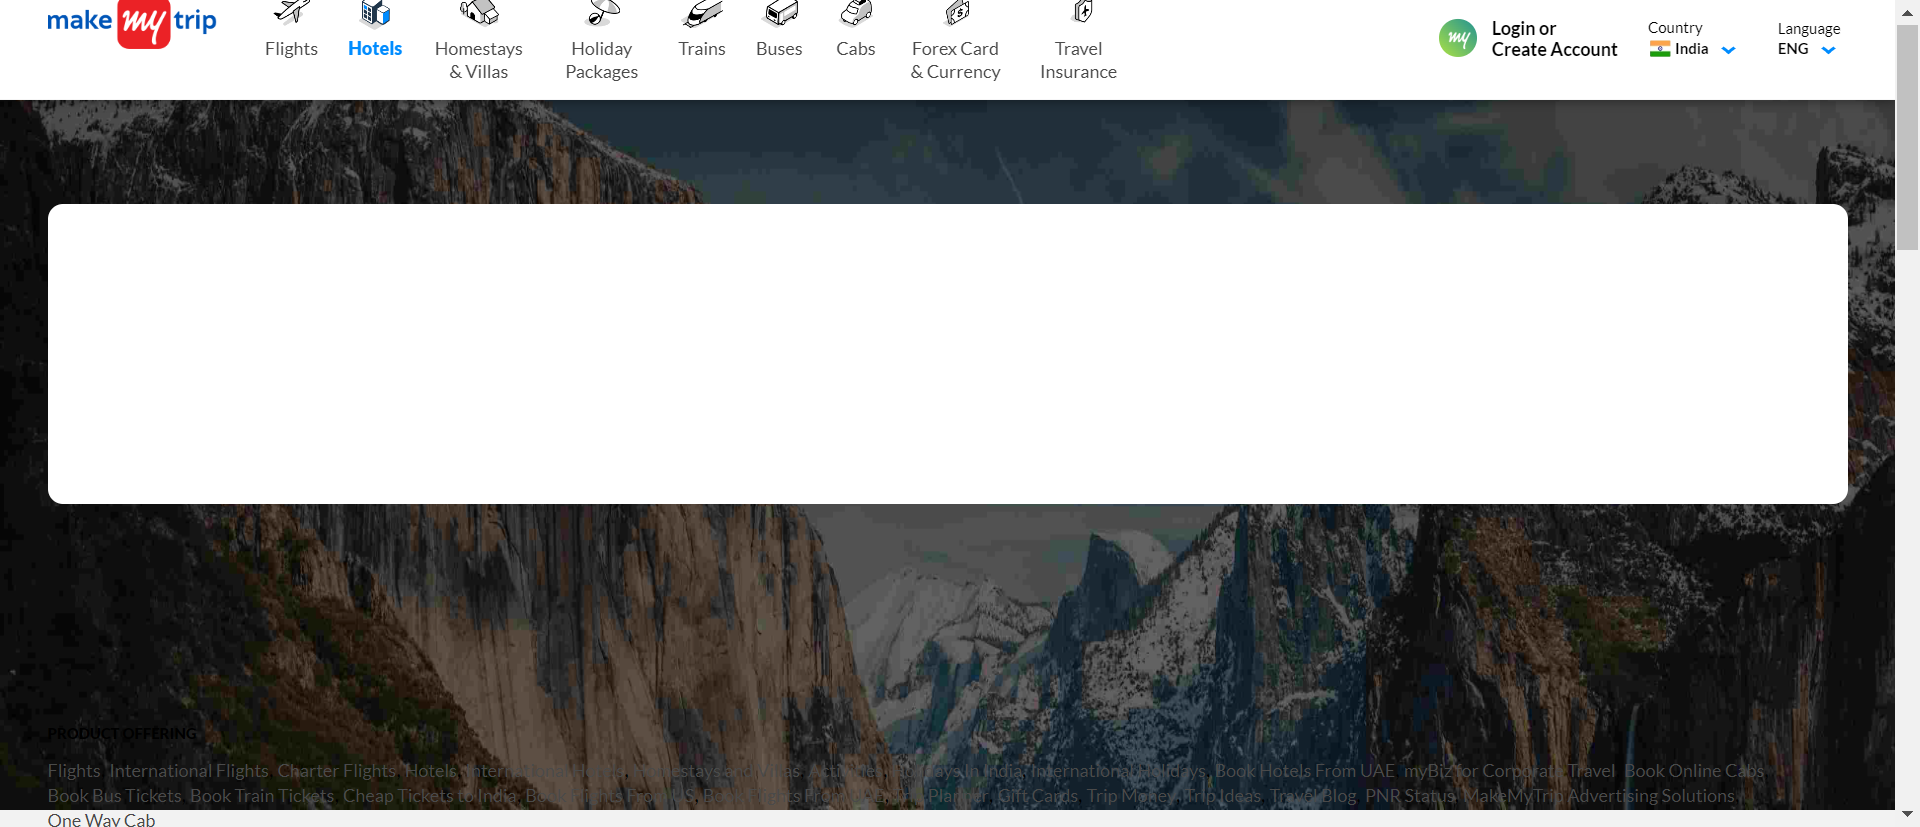 make my trip
Flights
Hotels
Homestays
& Villas
Holiday
Packages
Trains
Buses
Cabs
Forex Card
& Currency
Travel
Insurance
my
Login or
Create Account
Country
India
Language
ENG
PRODUCT OFFERING
Flights International Flights Charter Flights Hotels International Hotels Homestays and Villas Activities Holidays In India International Holidays Book Hotels From UAE myBiz for Corporate Travel Book Online Cabs
Book Bus Tickets Book Train Tickets Cheap Tickets to India Book Flights From US Book Flights From Planner Gift Cards Trip Money Trip Ideas Travel Blog PNR Status MakeMyTrip Advertising Solutions
One Way Cab